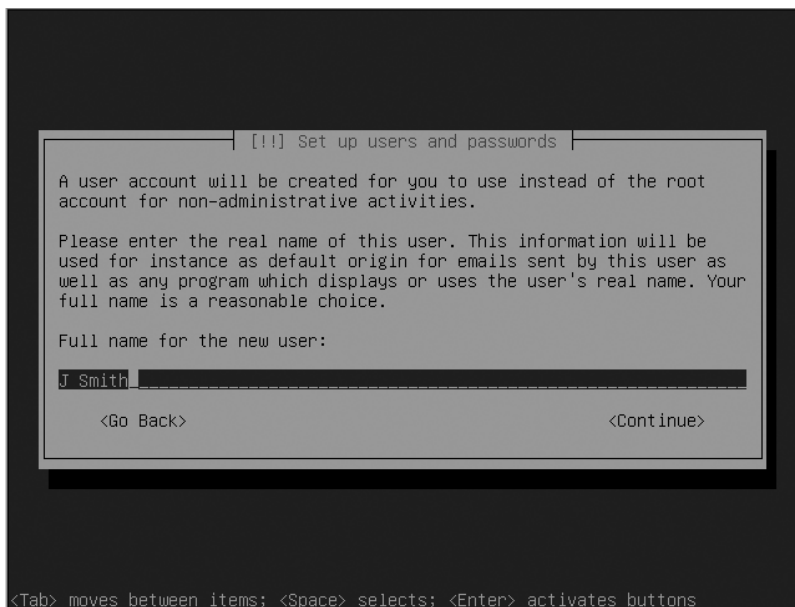 [!!] Set up users and passwords
A user account will be created for you to use instead of the root
account for non-administrative activities.
Please enter the real name of this user. This information will be
used for instance as default origin for emails sent by this user as
well as any program which displays or uses the user's real name. Your
full name is a reasonable choice.
Full name for the new user:
J Smith
<Go Back> <Continue>
<Tab> moves between items; <Space> selects; <Enter> activates buttons